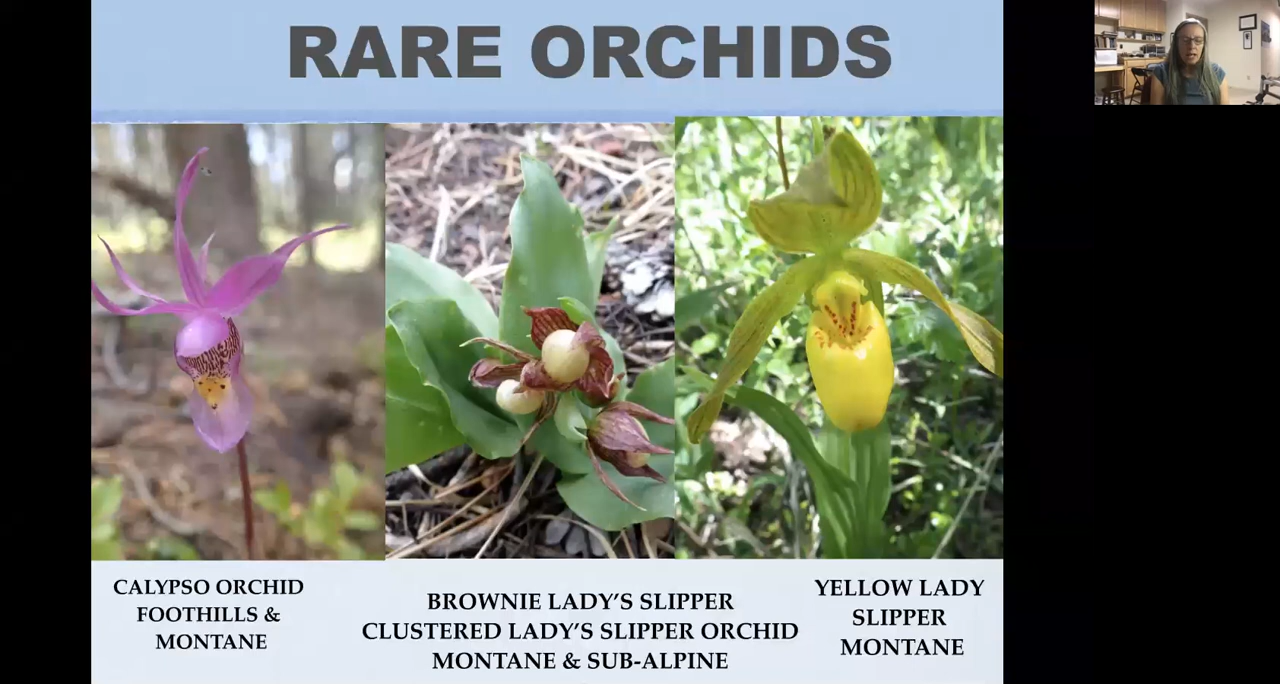 RARE ORCHIDS
CALYPSO ORCHID
FOOTHILLS &
MONTANE
BROWNIE LADY’S SLIPPER
CLUSTERED LADY’S SLIPPER ORCHID
MONTANE & SUB-ALPINE
YELLOW LADY
SLIPPER
MONTANE